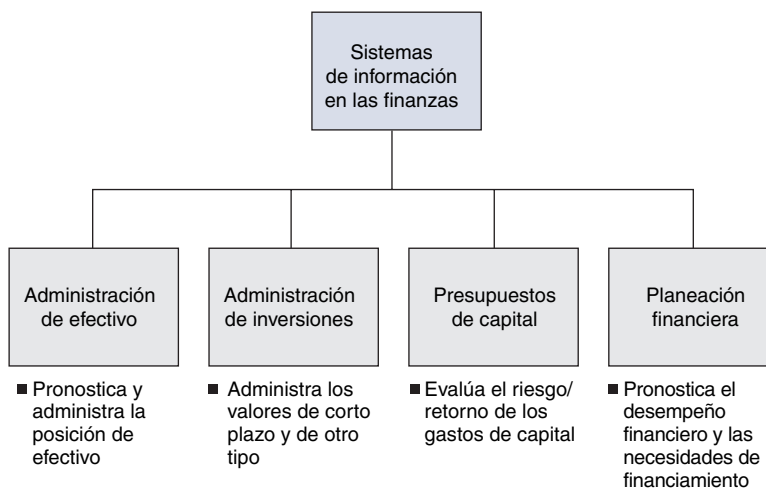 Sistemas
de información
en las finanzas
Administración
de efectivo
Administración
de inversiones
Presupuestos
de capital
Planeación
financiera
■ Pronostica y
administra la
posición de
efectivo
■ Administra los
valores de corto
plazo y de otro
tipo
■ Evalúa el riesgo/
retorno de los
gastos de capital
■ Pronostica el
desempeño
financiero y las
necesidades de
financiamiento